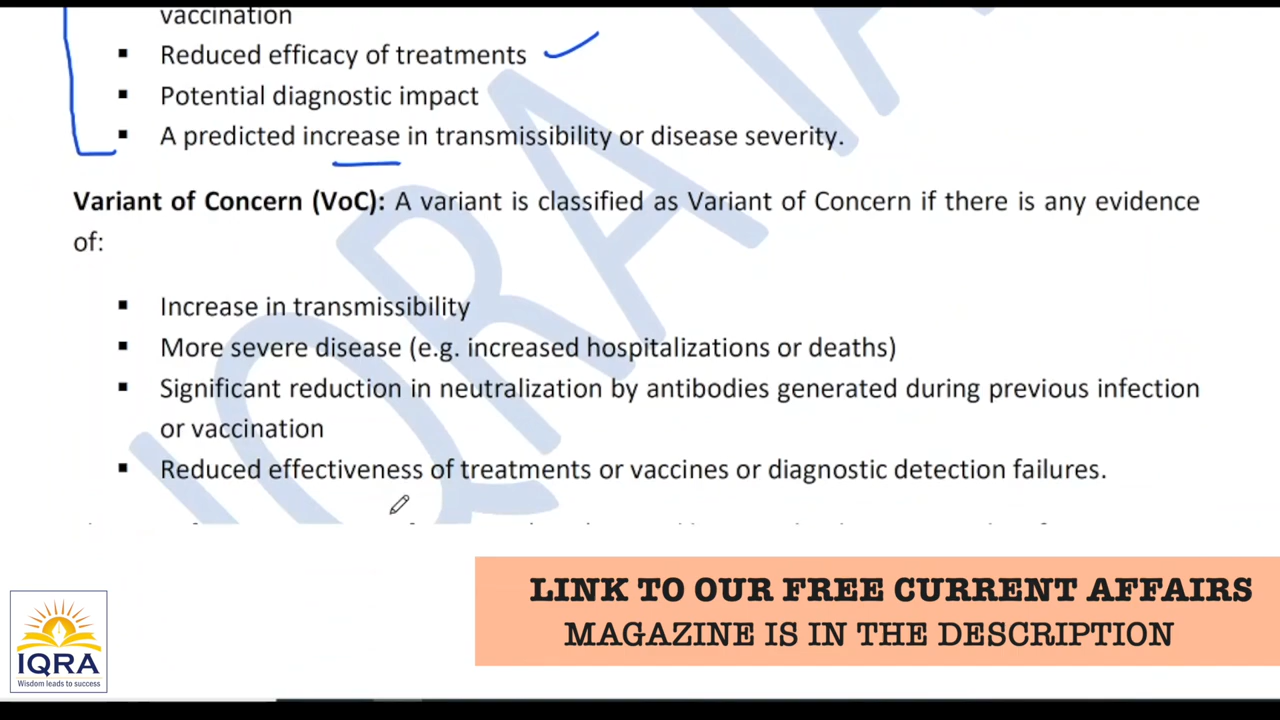 vaccination
▪ Reduced efficacy of treatments
▪ Potential diagnostic impact
▪ A predicted increase in transmissibility or disease severity.
Variant of Concern (VoC): A variant is classified as Variant of Concern if there is any evidence
of:
▪ Increase in transmissibility
▪ More severe disease (e.g. increased hospitalizations or deaths)
▪ Significant reduction in neutralization by antibodies generated during previous infection
or vaccination
▪ Reduced effectiveness of treatments or vaccines or diagnostic detection failures.
LINK TO OUR FREE CURRENT AFFAIRS
MAGAZINE IS IN THE DESCRIPTION
IQRA
Wisdom leads to success
IQRA IA